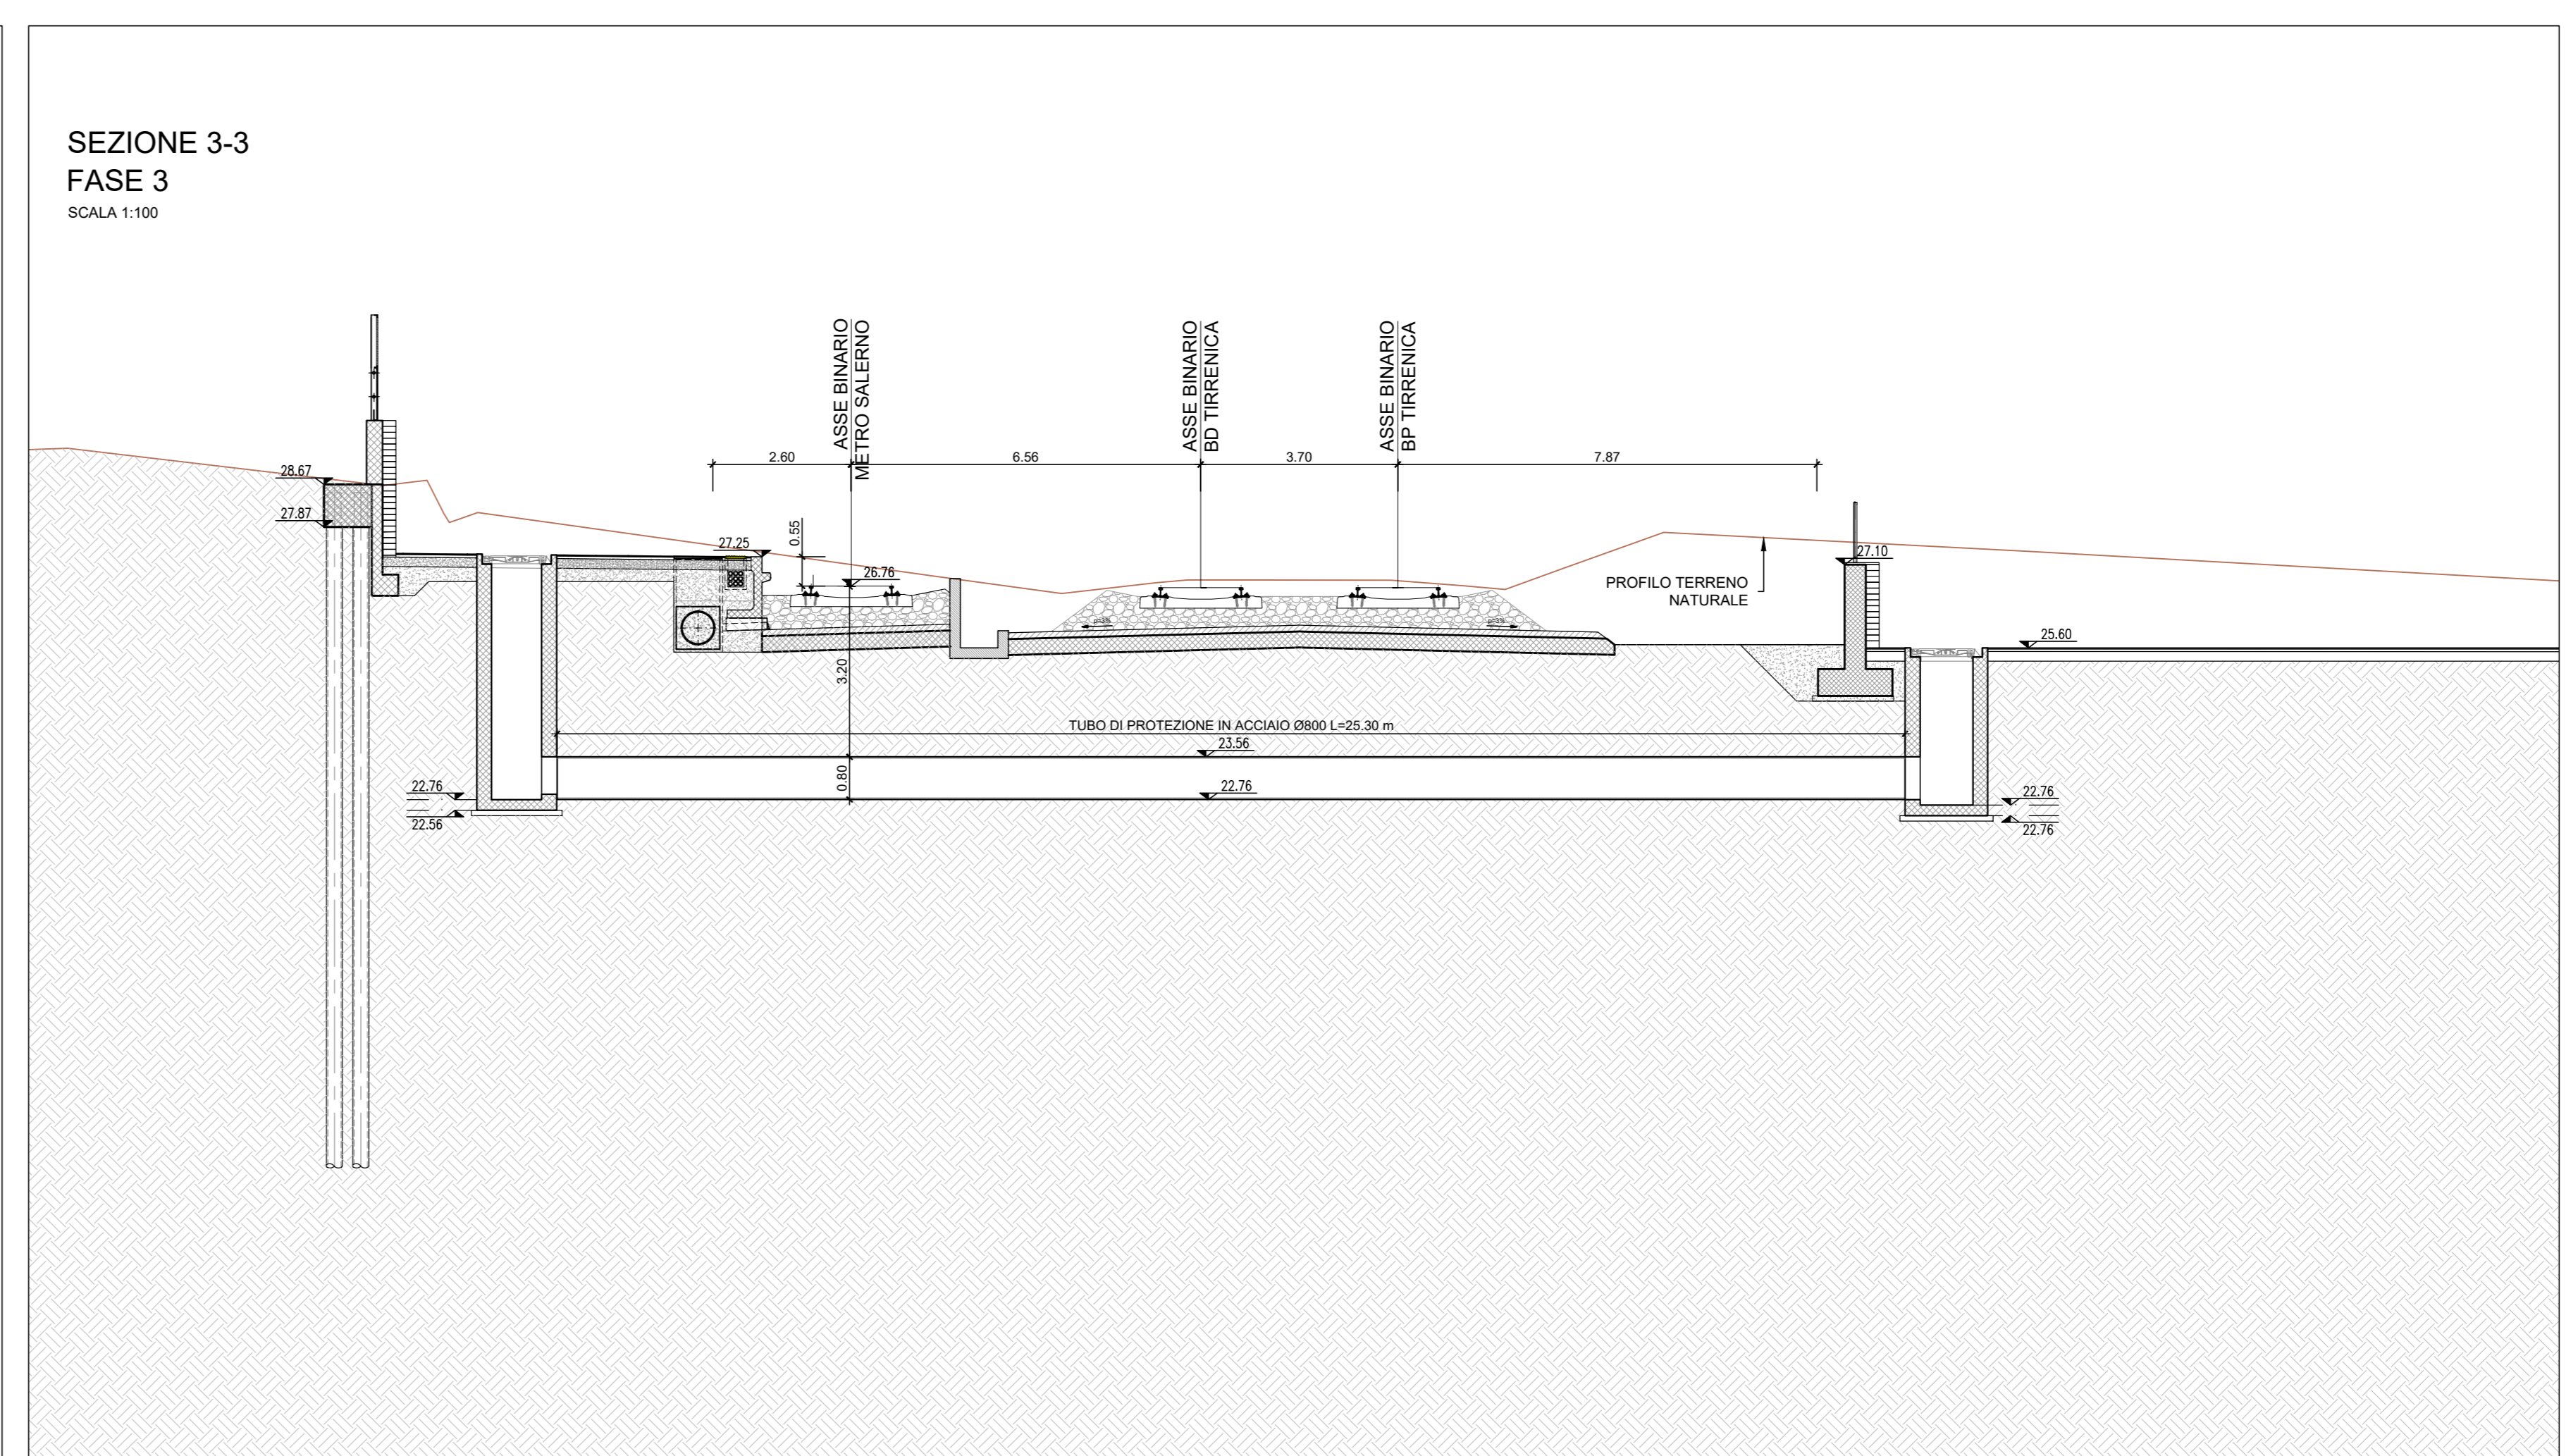 SEZIONE 3-3
FASE 3
SCALA 1:100
ASSE BINARIO
METRO SALERNO
ASSE BINARIO
BD TIRRENICA
ASSE BINARIO
BP TIRRENICA
2.60
6.56
3.70
7.87
28.67
27.87
27.25
0.55
26.76
27.10
PROFILO TERRENO
NATURALE
p=3%
p=3%
25.60
3.20
TUBO DI PROTEZIONE IN ACCIAIO Ø800 L=25.30 m
23.56
0.80
22.76
22.76
22.76
22.56
22.76